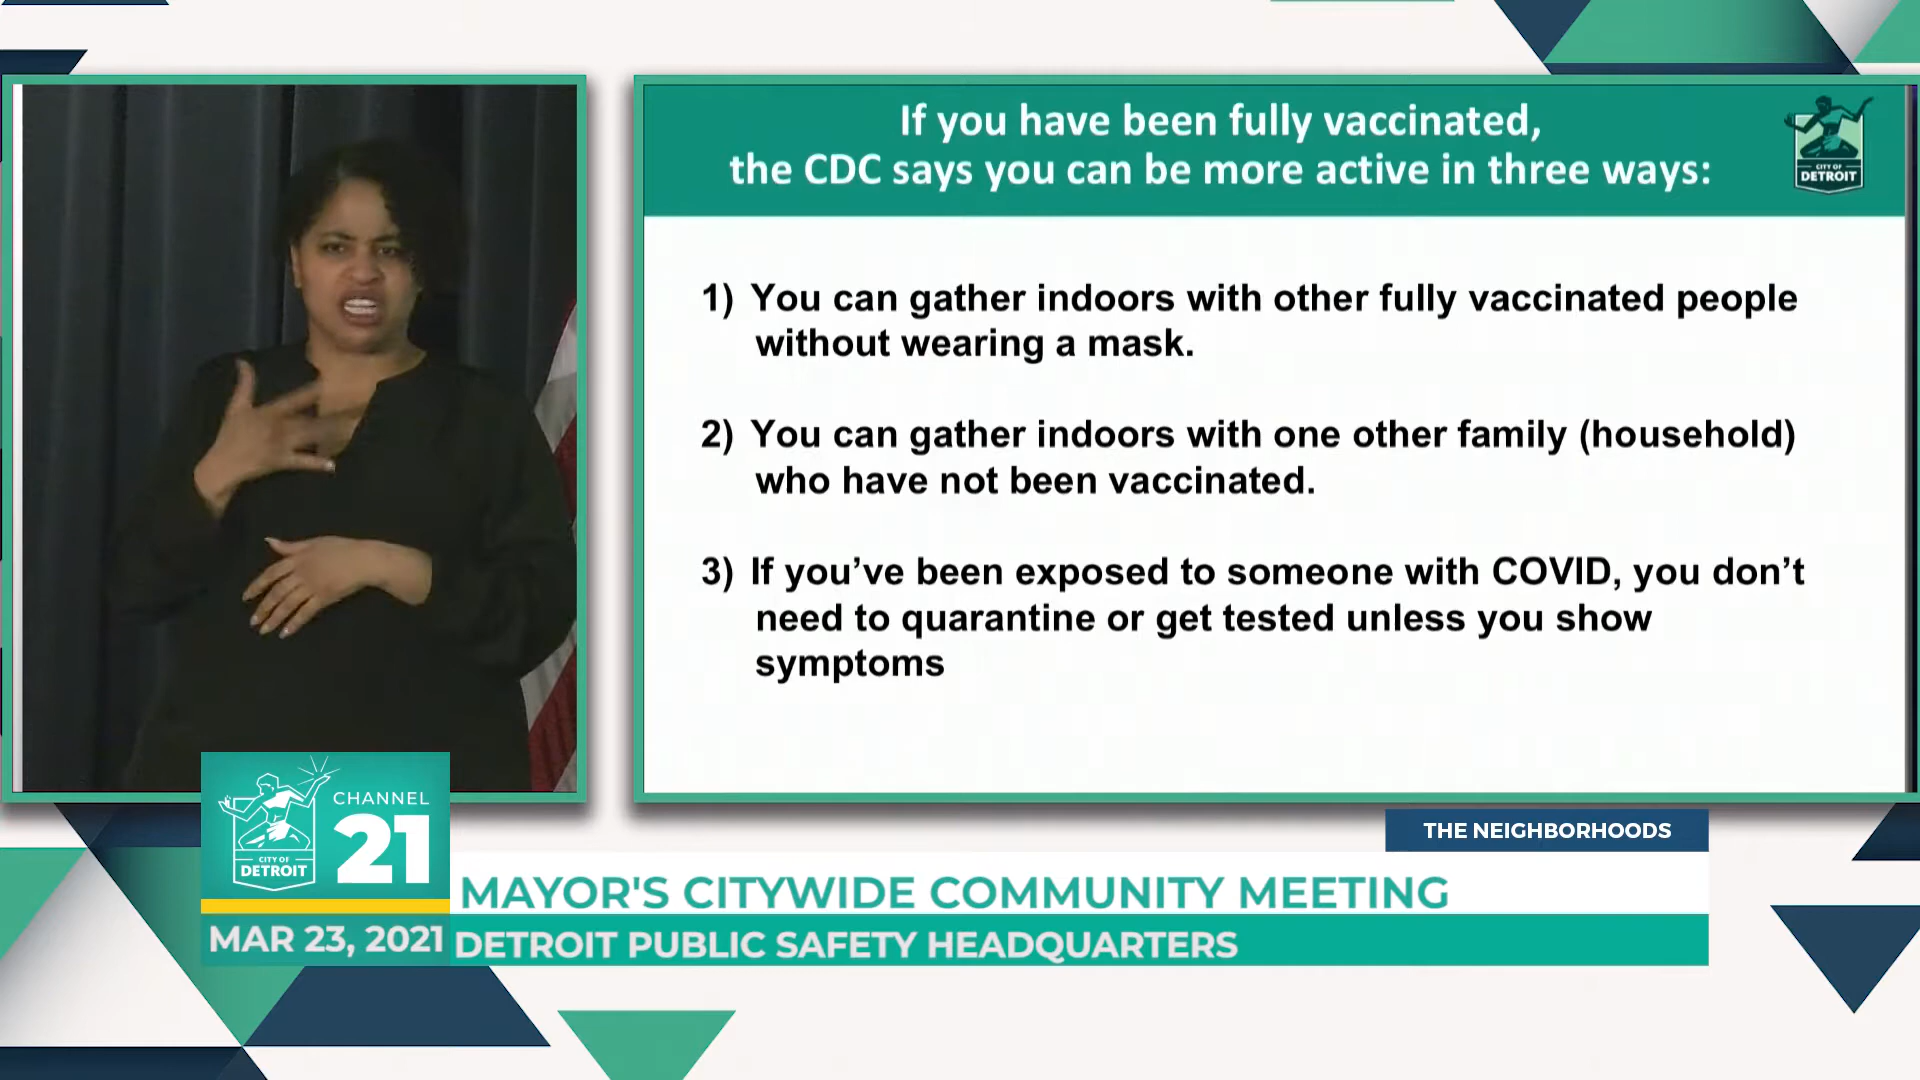 If you have been fully vaccinated,
the CDC says you can be more active in three ways:
CITY OF
DETROIT
1) You can gather indoors with other fully vaccinated people
without wearing a mask.
2) You can gather indoors with one other family (household)
who have not been vaccinated.
3) If you’ve been exposed to someone with COVID, you don’t
need to quarantine or get tested unless you show
symptoms
CHANNEL
21
CITY OF
DETROIT
THE NEIGHBORHOODS
MAYOR'S CITYWIDE COMMUNITY MEETING
MAR 23, 2021
DETROIT PUBLIC SAFETY HEADQUARTERS